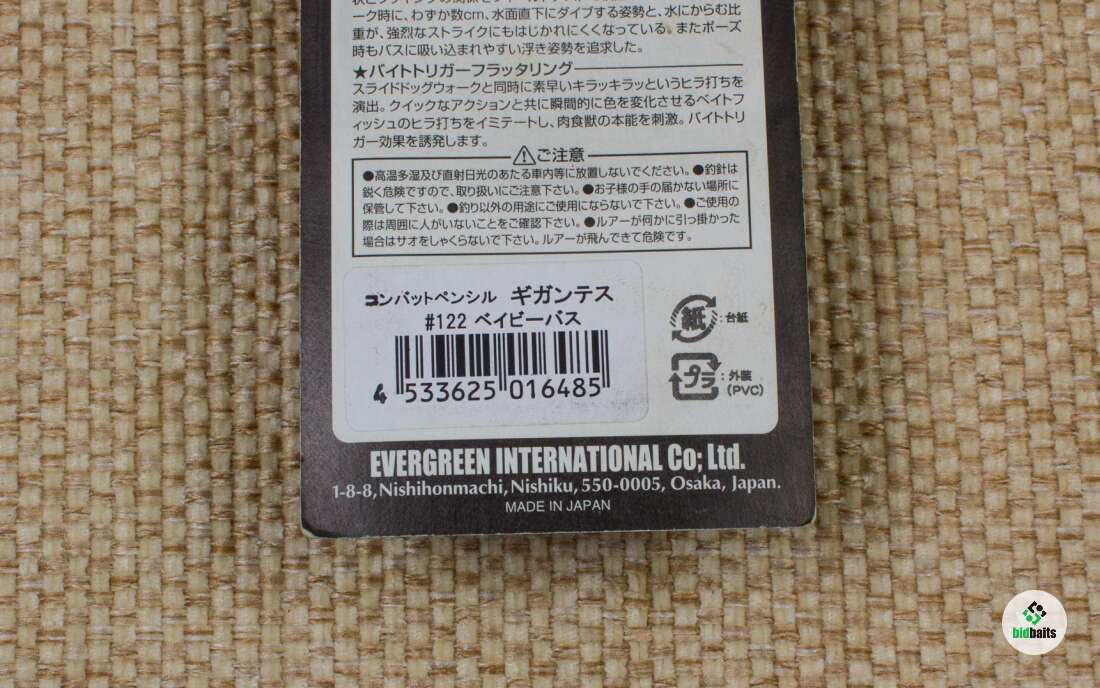 ーク時に、わずか数cm、水面直下にダイブする姿勢と、水にからむ比
重が、強烈なストライクにもはじかれにくくなっている。またポーズ
時もバスに吸い込まれやすい浮き姿勢を追求した。
★バイトトリガーフラッタリング
スライドドッグウォークと同時に素早いキラッキラッというヒラ打ちを
演出。クイックなアクションと共に瞬間的に色を変化させるベイトフ
ィッシュのヒラ打ちをイミテートし、肉食獣の本能を刺激。バイトトリ
ガー効果を誘発します。
ご注意
●高温多湿及び直射日光のあたる車内等に放置しないでください。●釣針は
鋭く危険ですので、取り扱いにご注意下さい。●お子様の手の届かない場所に
保管して下さい。●釣り以外の用途にご使用にならないで下さい。●ご使用の
際は周囲に人がいないことをご確認下さい。●ルアーが何かに引っ掛かった
場合はサオをしゃくらないで下さい。ルアーが飛んできて危険です。
コンバットペンシル ギガンテス
#122 ベイビーバス
4 533625 016485
紙:台紙
プラ:外装
(PVC)
EVERGREEN INTERNATIONAL Co; Ltd.
1-8-8, Nishihonmachi, Nishiku, 550-0005, Osaka, Japan.
MADE IN JAPAN
bidbaits